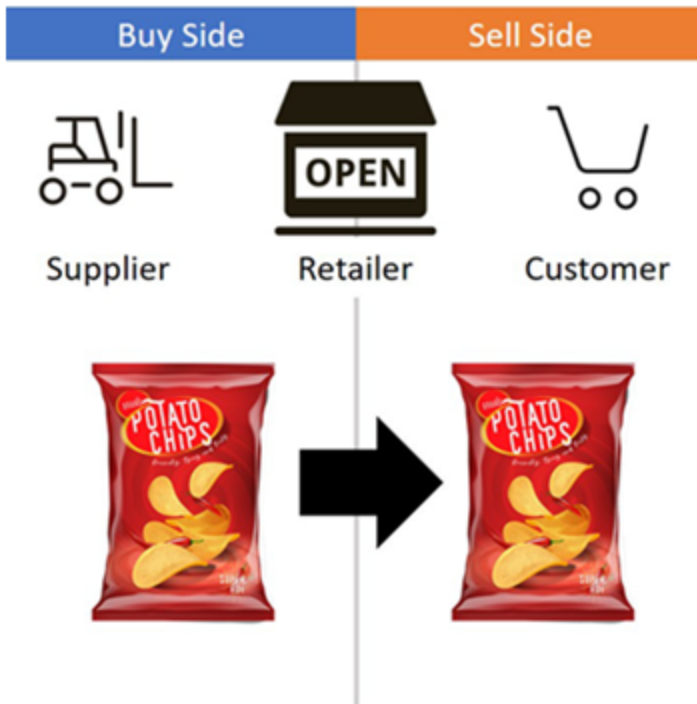 Buy Side
Sell Side
OPEN
Supplier
Retailer
Customer
POTATO
CHIPS
POTATO
CHIPS